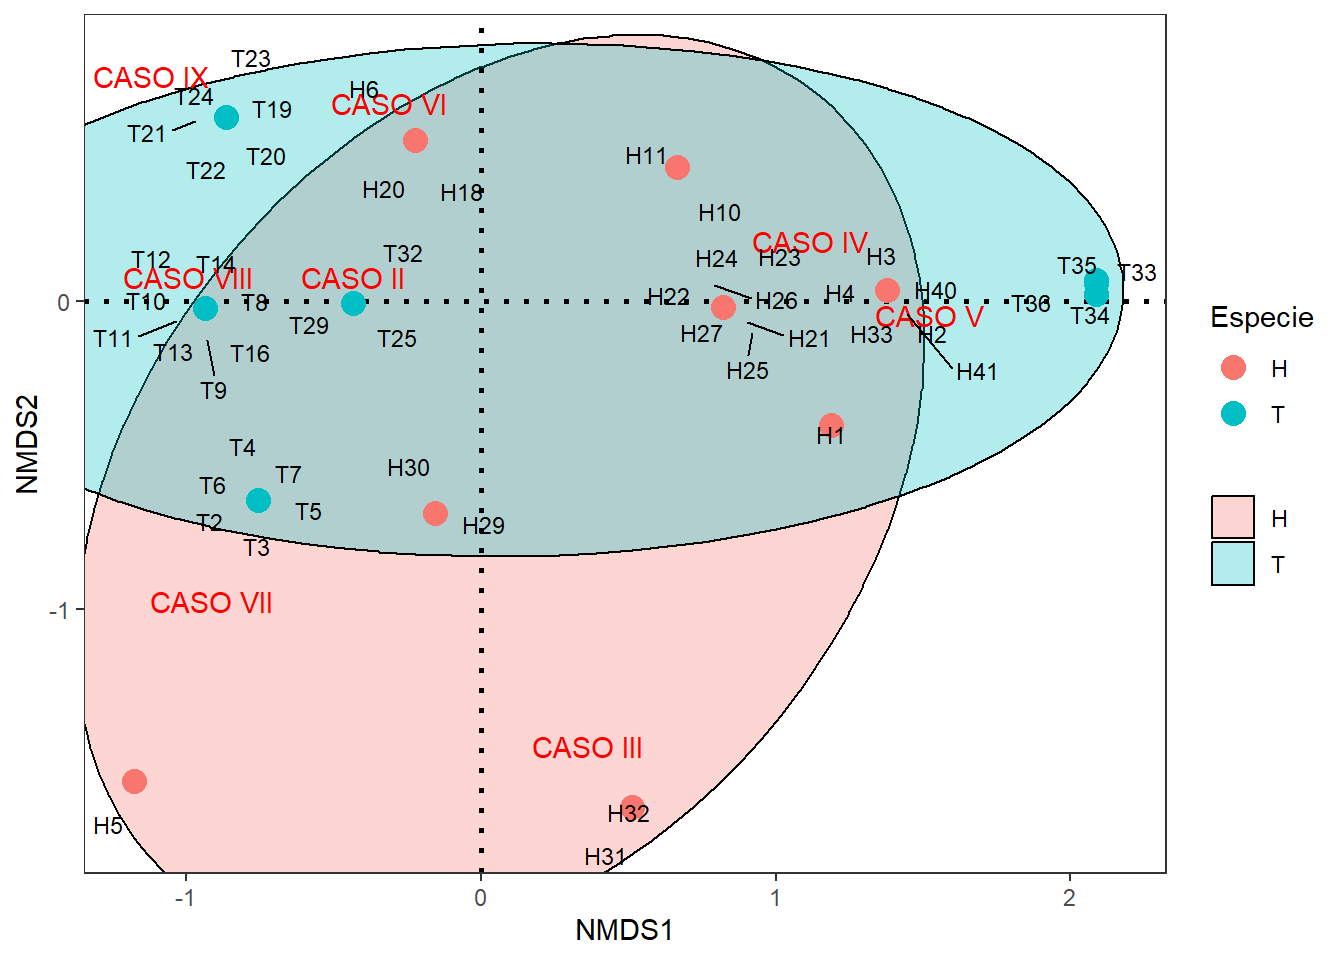 T23
CASO IX
H6
T24
CASO VI
T19
T21
H11
T20
T22
H20
H18
H10
CASO IV
T32
H3
H24
H23
T12
T14
T35
T33
CASO VIII
CASO II
H4
H40
H22
H26
T10
T8
T36
0
CASO V
T34
T29
H27
H33
H2
T11
T25
H21
T13
T16
H25
H41
T9
H1
T4
H30
T7
T6
T5
T2
H29
T3
CASO VII
-1
CASO III
H32
H5
H31
-1
0
1
2
NMDS1
NMDS2
Especie
H
T
H
T